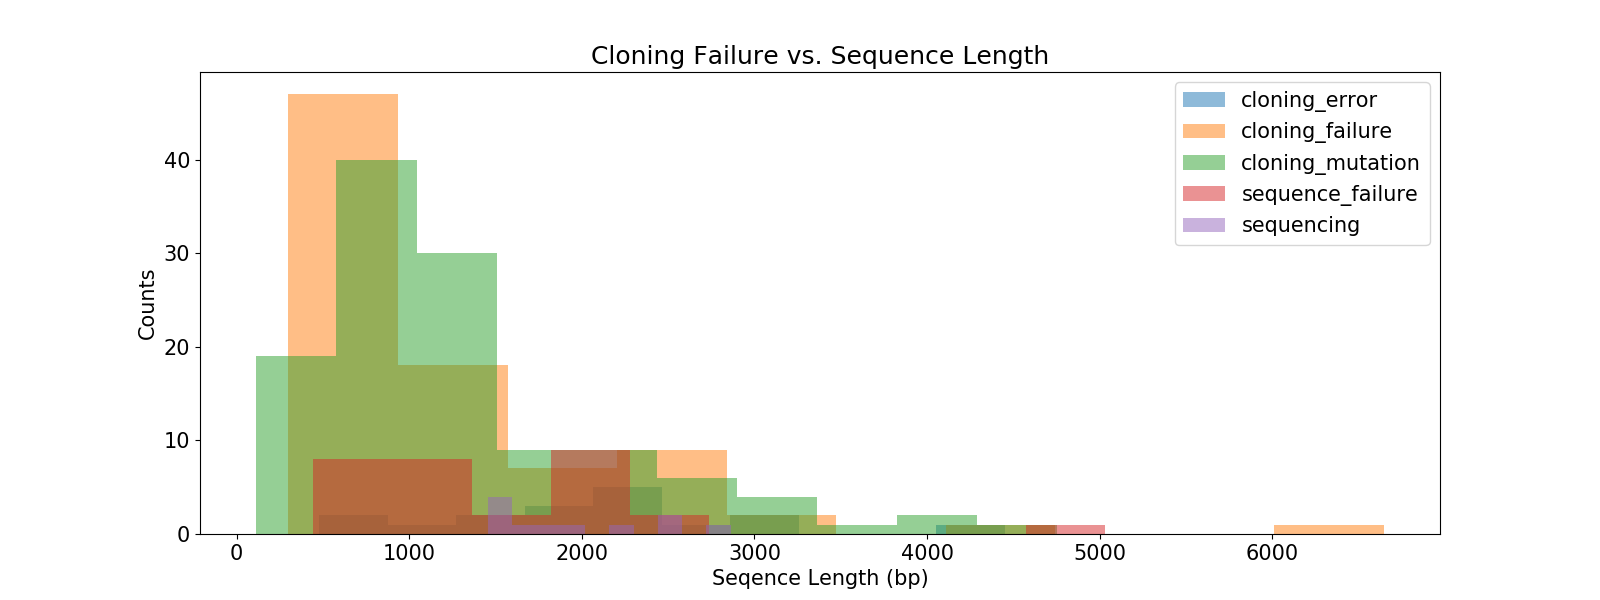 Cloning Failure vs. Sequence Length
cloning_error
cloning_failure
cloning_mutation
sequence_failure
sequencing
Counts
40
30
20
10
0
0 1000 2000 3000 4000 5000 6000
Seqence Length (bp)